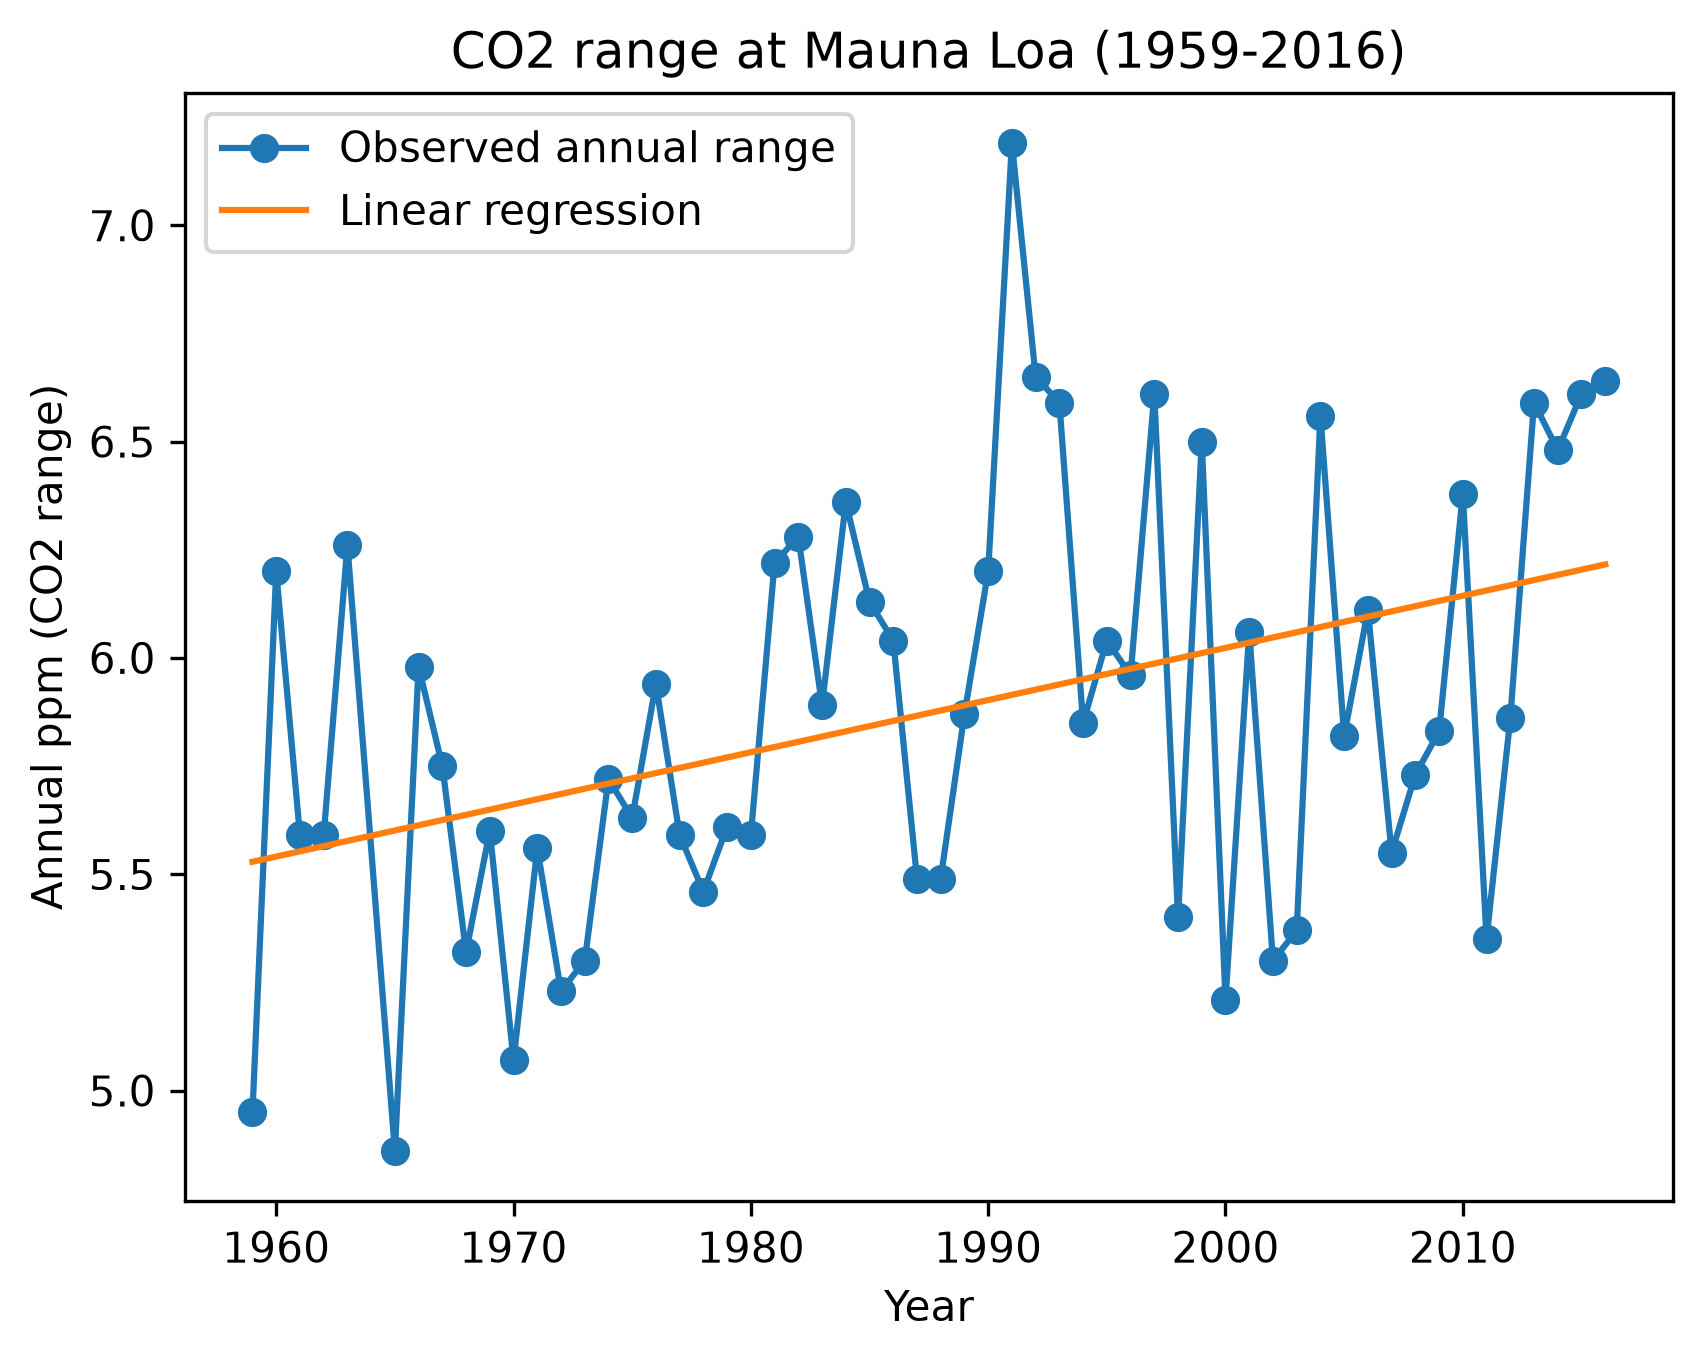 CO2 range at Mauna Loa (1959-2016)
Observed annual range
Linear regression
Annual ppm (CO2 range)
7.0
6.5
6.0
5.5
5.0
1960 1970 1980 1990 2000 2010
Year